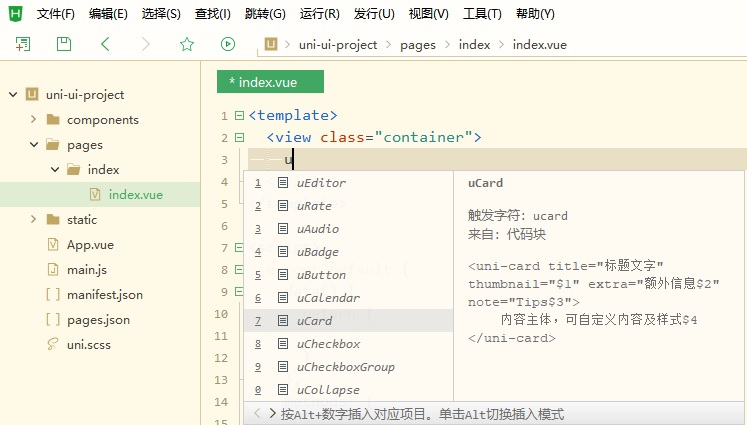 文件(F) 编辑(E) 选择(S) 查找(I) 跳转(G) 运行(R) 发行(U) 视图(V) 工具(T) 帮助(Y)
uni-ui-project > pages > index > index.vue
uni-ui-project
components
pages
index
index.vue
static
App.vue
main.js
manifest.json
pages.json
uni.scss
* index.vue
1 <template>
2 <view class="container">
3 u
4
5
6
7
8
9
10
11
12
13
14
15
1 uEditor
2 uRate
3 uAudio
4 uBadge
5 uButton
6 uCalendar
7 uCard
8 uCheckbox
9 uCheckboxGroup
0 uCollapse
uCard
触发字符: ucard
来自: 代码块
<uni-card title="标题文字"
thumbnail="$1" extra="额外信息$2"
note="Tips$3">
内容主体，可自定义内容及样式$4
</uni-card>
按Alt+数字插入对应项目。单击Alt切换插入模式